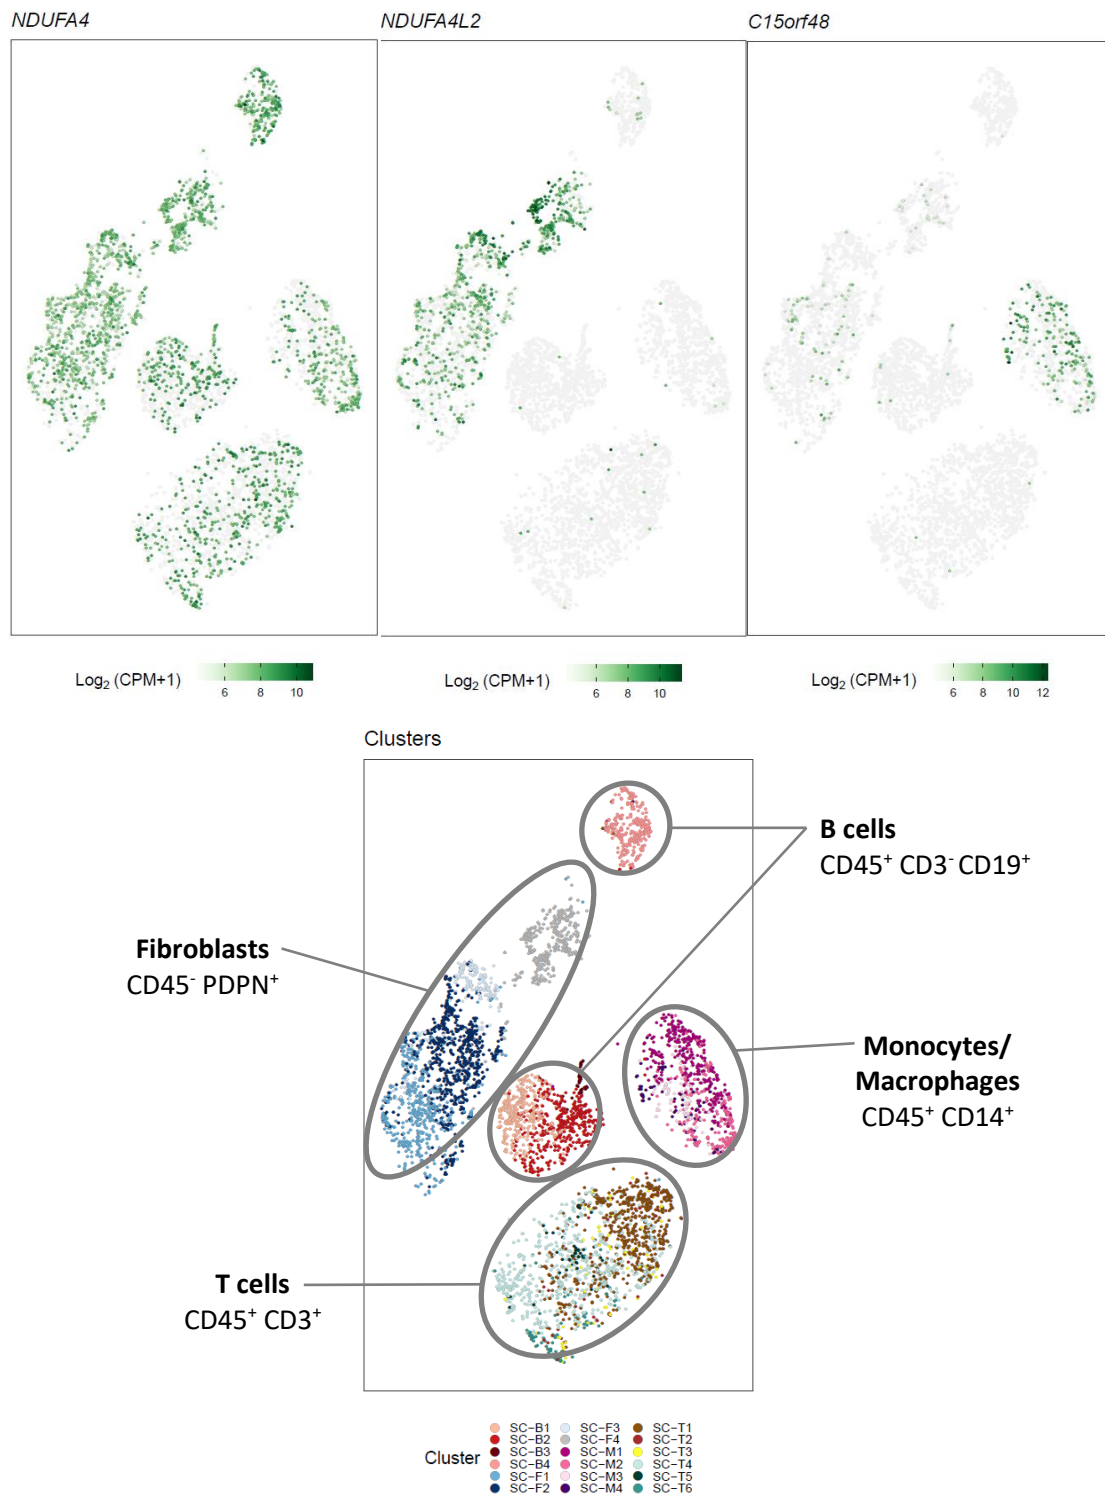 NDUFA4
NDUFA4L2
C15orf48
Log₂ (CPM+1)
6 8 10
Log₂ (CPM+1)
6 8 10
Log₂ (CPM+1)
6 8 10 12
Clusters
B cells
CD45⁺ CD3⁻ CD19⁺
Fibroblasts
CD45⁻ PDPN⁺
Monocytes/
Macrophages
CD45⁺ CD14⁺
T cells
CD45⁺ CD3⁺
Cluster
SC−B1
SC−B2
SC−B3
SC−B4
SC−F1
SC−F2
SC−F3
SC−F4
SC−M1
SC−M2
SC−M3
SC−M4
SC−T1
SC−T2
SC−T3
SC−T4
SC−T5
SC−T6